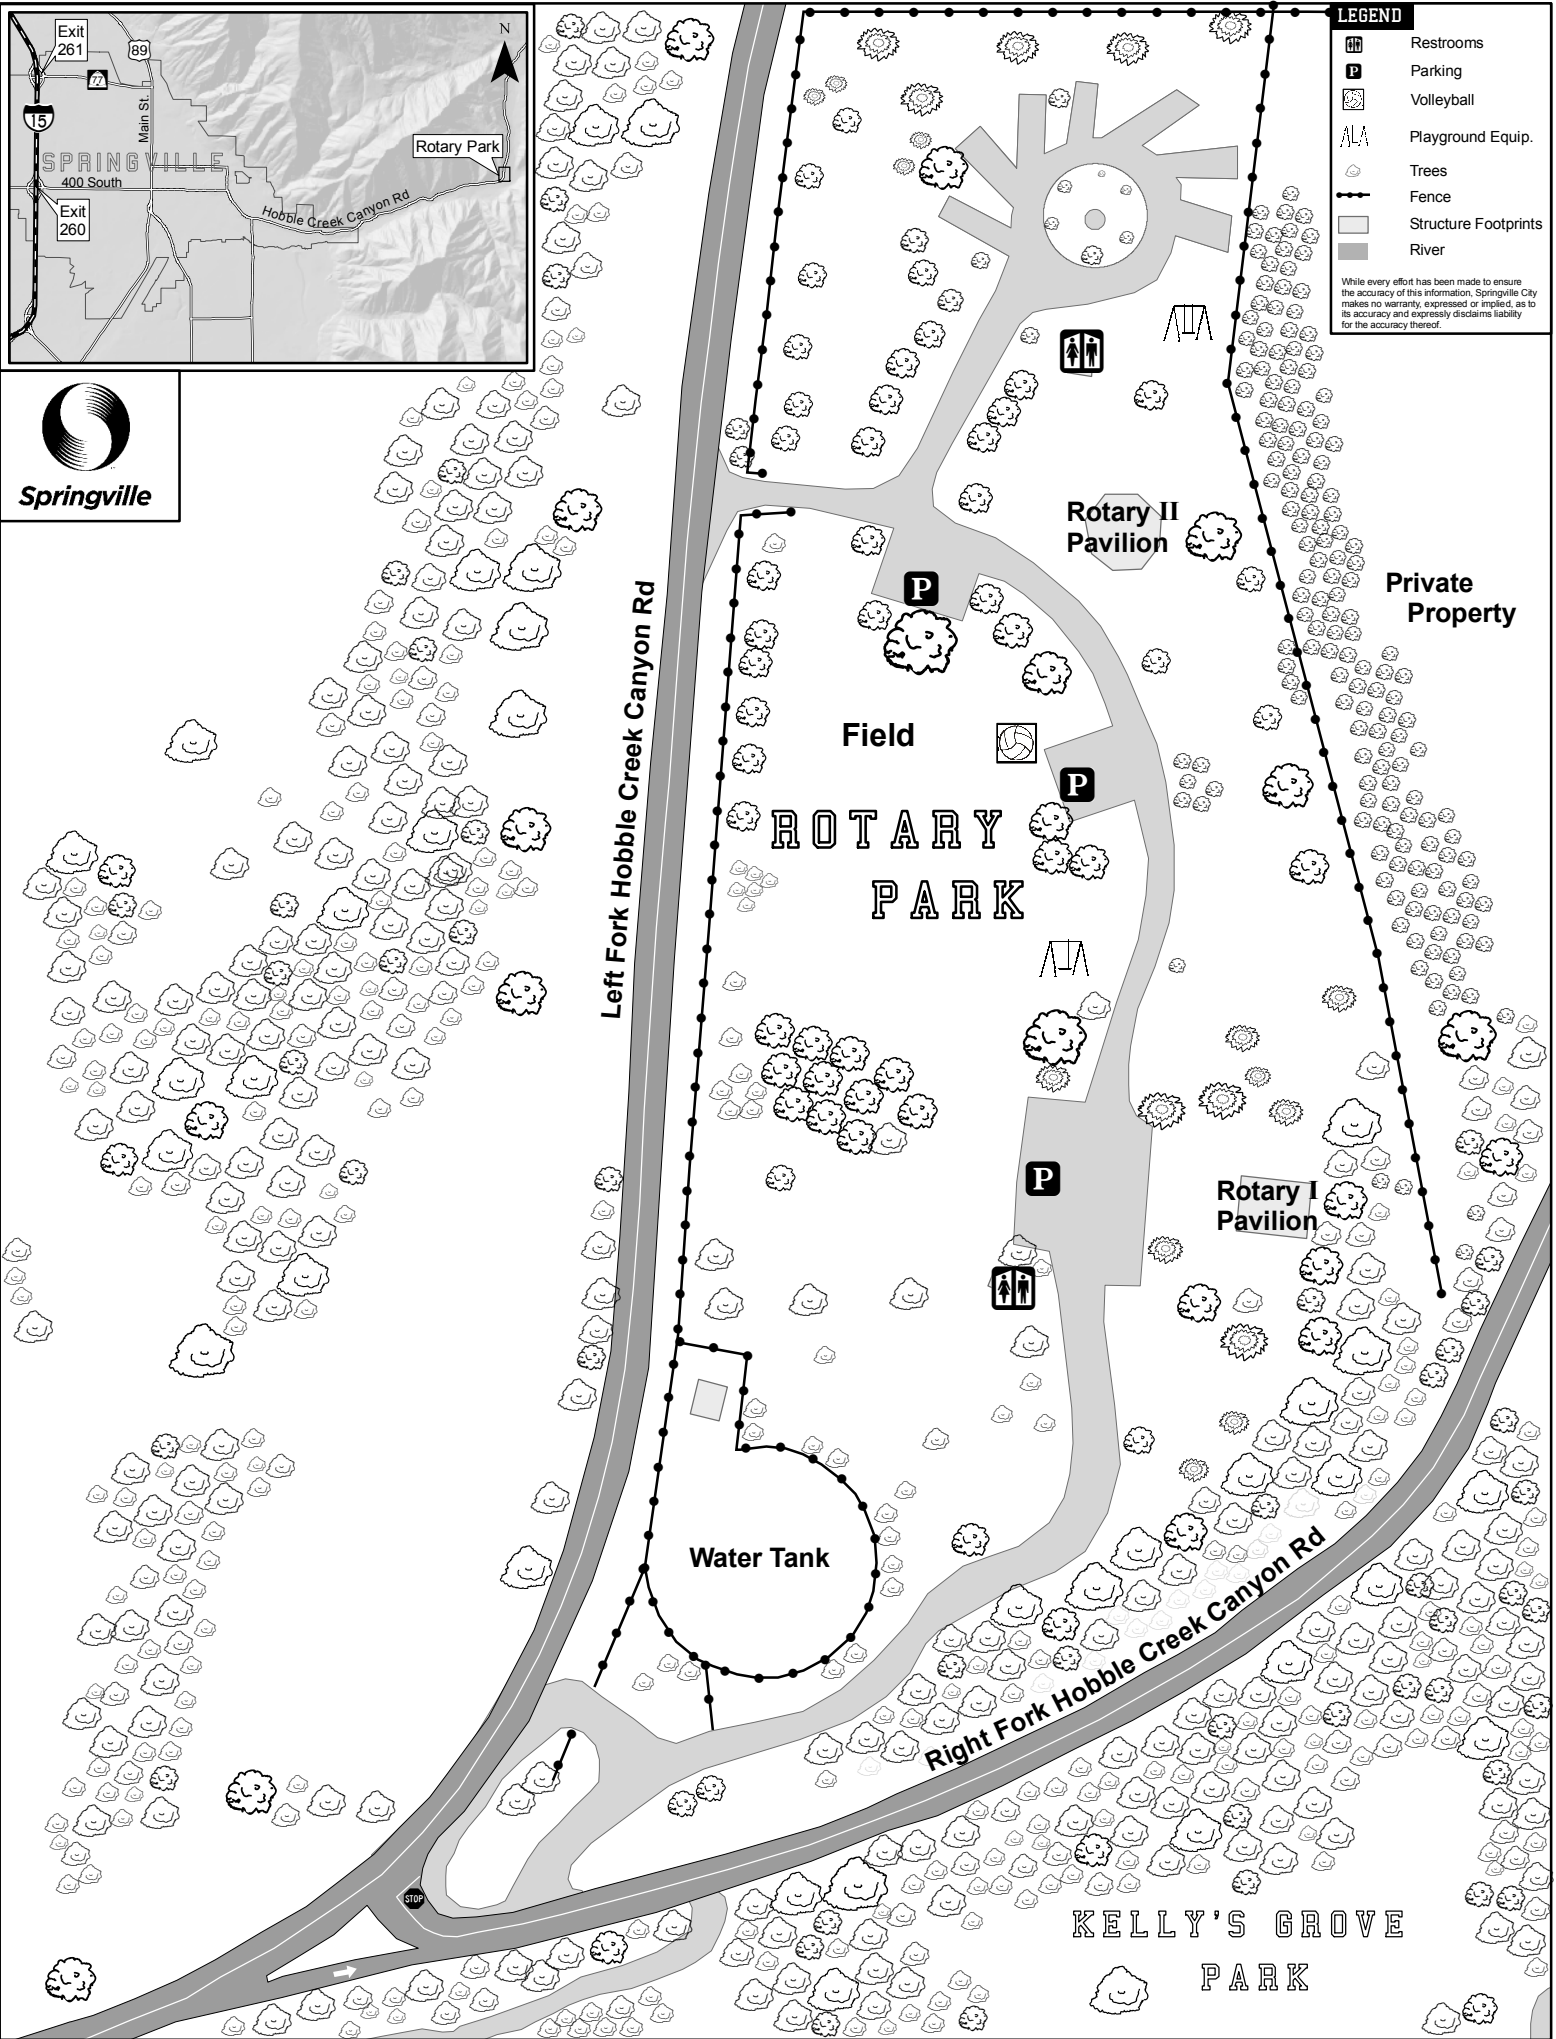 Exit
261
89
77
N
15
Main St.
SPRINGVILLE
Rotary Park
400 South
Exit
260
Hobble Creek Canyon Rd
Springville
LEGEND
Restrooms
P
Parking
Volleyball
Playground Equip.
Trees
Fence
Structure Footprints
River
While every effort has been made to ensure
the accuracy of this information, Springville City
makes no warranty, expressed or implied, as to
its accuracy and expressly disclaims liability
for the accuracy thereof.
Rotary II
Pavilion
P
Private
Property
Left Fork Hobble Creek Canyon Rd
Field
P
ROTARY
PARK
P
Rotary I
Pavilion
Water Tank
Right Fork Hobble Creek Canyon Rd
STOP
KELLY'S GROVE
PARK